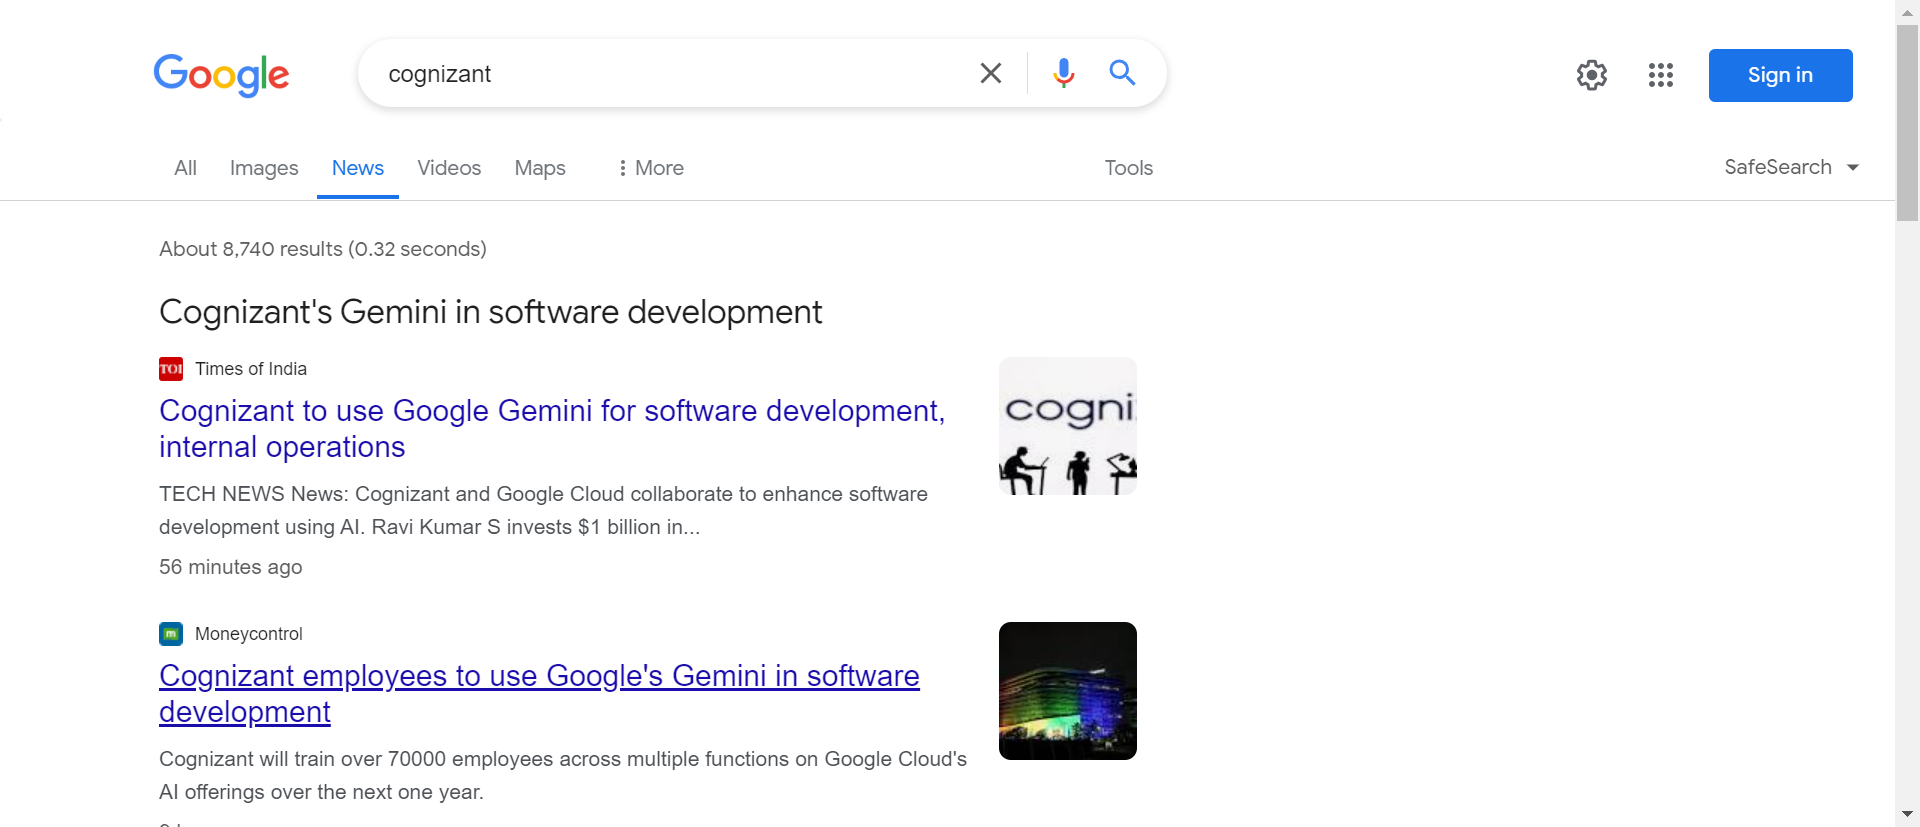 Google
cognizant
Sign in
All Images News Videos Maps More Tools SafeSearch
About 8,740 results (0.32 seconds)
Cognizant's Gemini in software development
TOI Times of India
Cognizant to use Google Gemini for software development,
internal operations
cogni
TECH NEWS News: Cognizant and Google Cloud collaborate to enhance software
development using AI. Ravi Kumar S invests $1 billion in...
56 minutes ago
m Moneycontrol
Cognizant employees to use Google's Gemini in software
development
Cognizant will train over 70000 employees across multiple functions on Google Cloud's
AI offerings over the next one year.